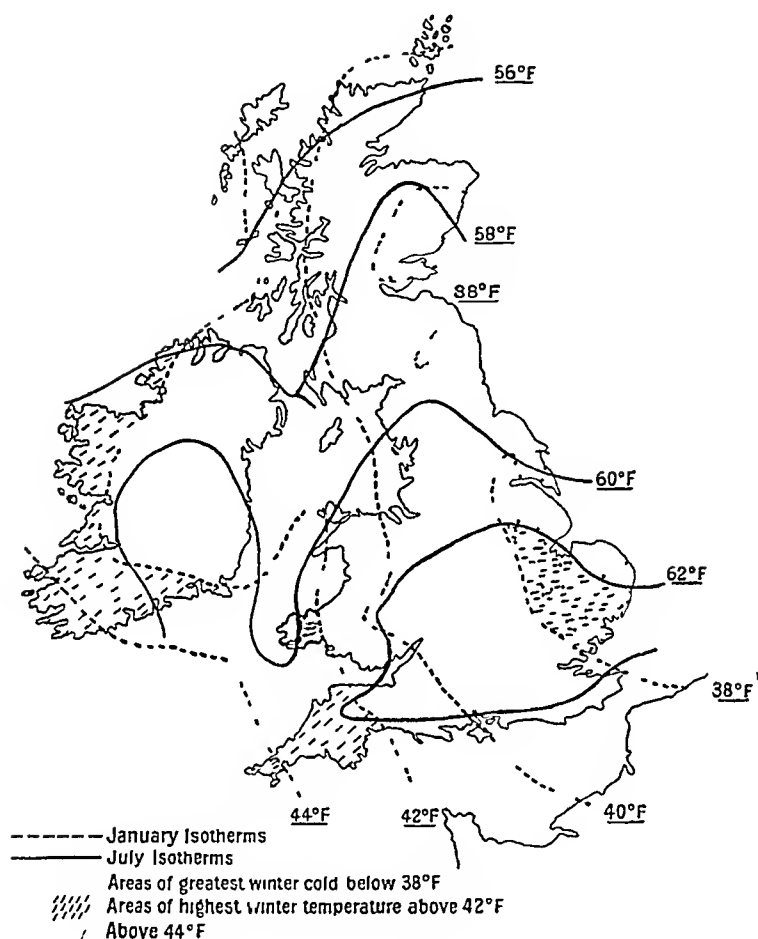 56°F
58°F
38°F
60°F
62°F
38°F
44°F
42°F
40°F
January Isotherms
July Isotherms
Areas of greatest winter cold below 38°F
Areas of highest winter temperature above 42°F
Above 44°F